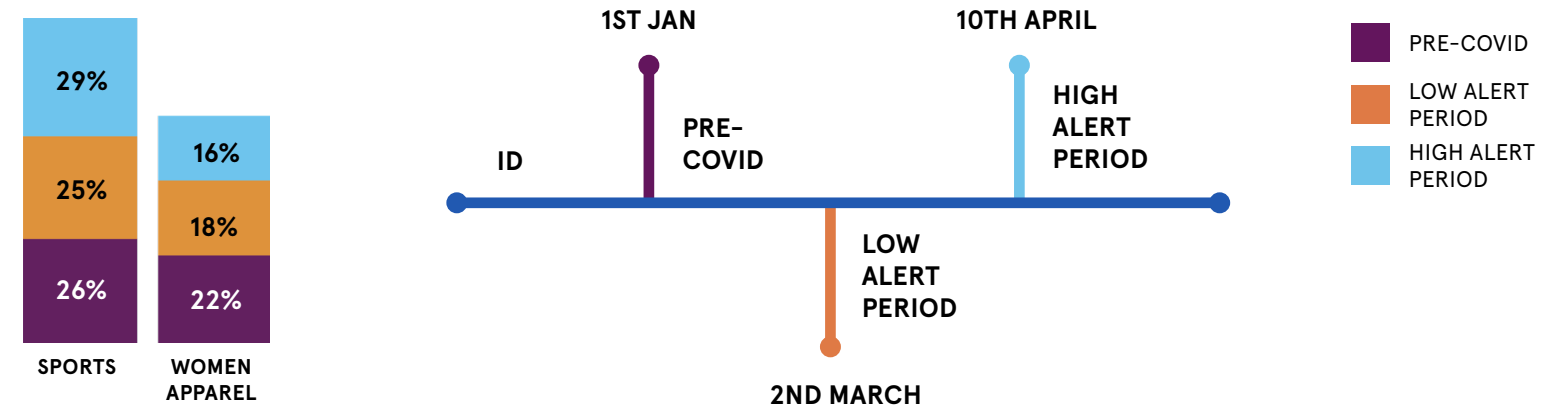 29%
25%
26%
SPORTS
16%
18%
22%
WOMEN
APPAREL
1ST JAN
10TH APRIL
ID
PRE-
COVID
HIGH
ALERT
PERIOD
LOW
ALERT
PERIOD
2ND MARCH
PRE-COVID
LOW ALERT
PERIOD
HIGH ALERT
PERIOD